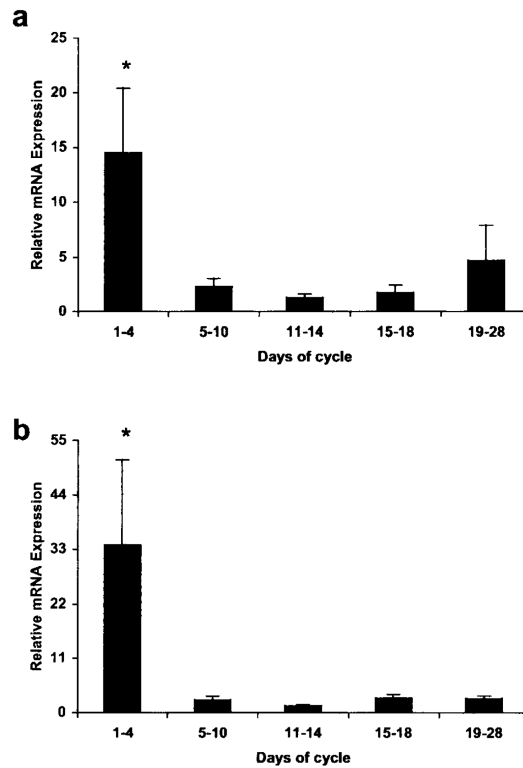 a
25
20
15
10
5
0
Relative mRNA Expression
*
1-4 5-10 11-14 15-18 19-28
Days of cycle
b
55
44
33
22
11
0
Relative mRNA Expression
*
1-4 5-10 11-14 15-18 19-28
Days of cycle